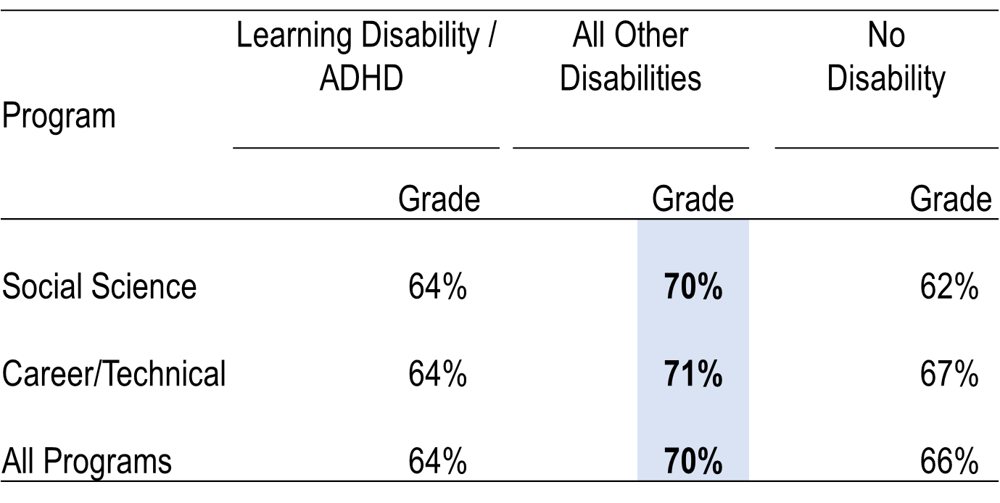 Learning Disability / All Other No
ADHD Disabilities Disability
Program
Grade Grade Grade
Social Science 64% 70% 62%
Career/Technical 64% 71% 67%
All Programs 64% 70% 66%